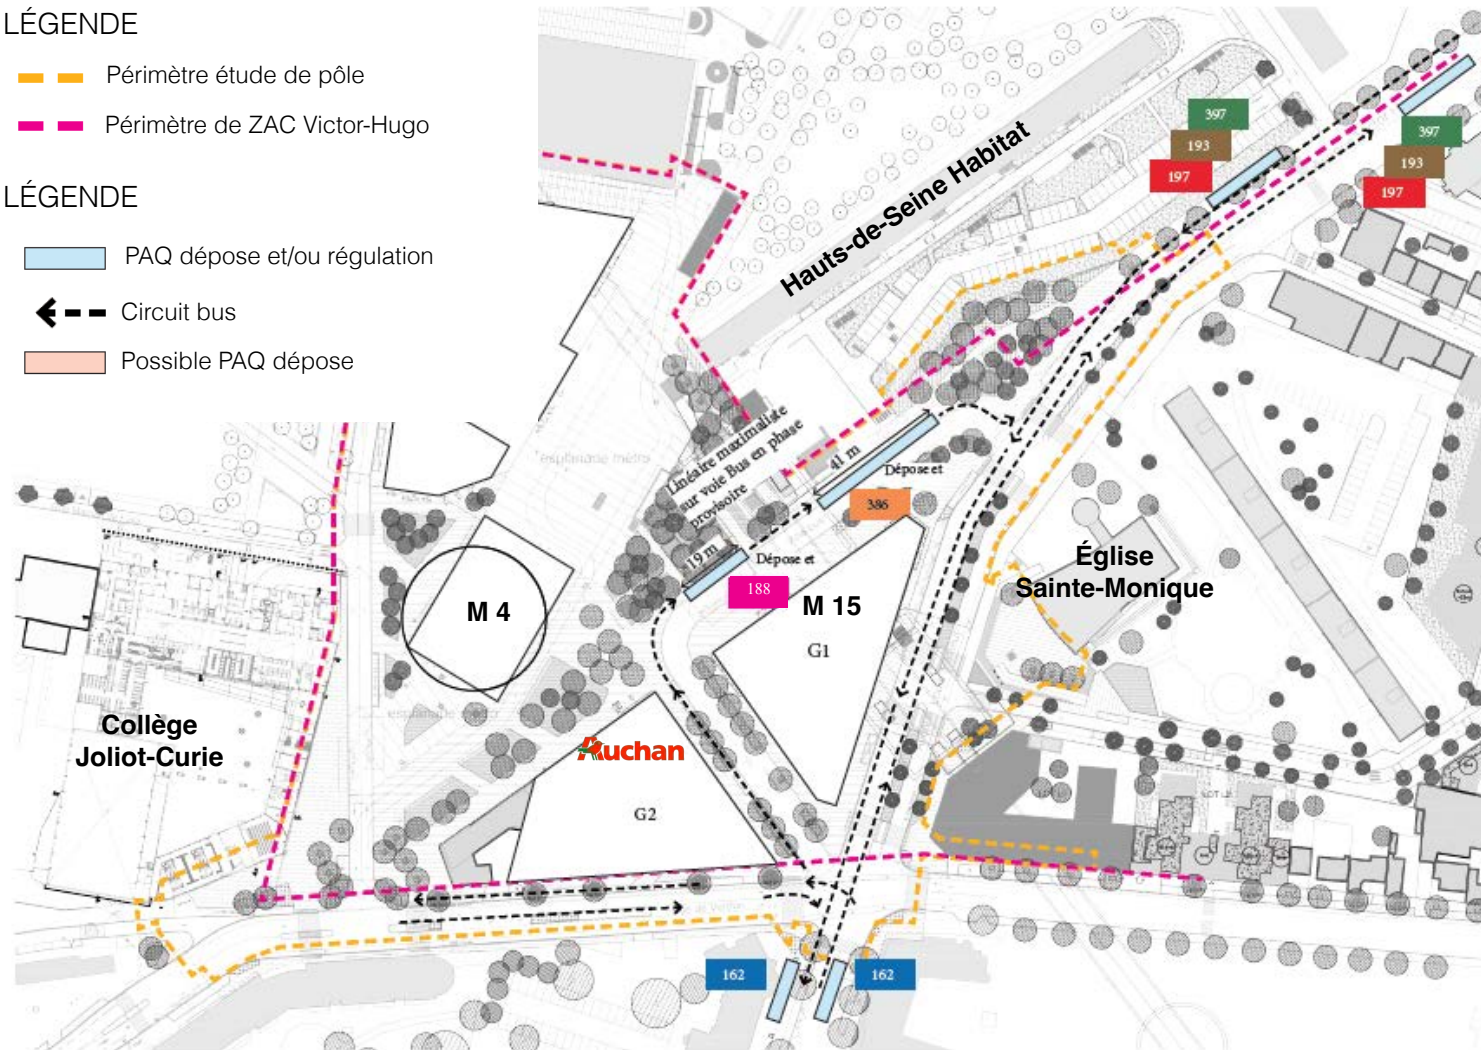 LÉGENDE
Périmètre étude de pôle
Périmètre de ZAC Victor-Hugo
LÉGENDE
PAQ dépose et/ou régulation
Circuit bus
Possible PAQ dépose
Hauts-de-Seine Habitat
397
193
197
397
193
197
esplanade métro
Linéaire maximaliste
sur voie Bus en phase
provisoire
41 m
Dépose et
386
19 m
Dépose et
188
M 4
M 15
G1
Église
Sainte-Monique
Collège
Joliot-Curie
Auchan
G2
162
162